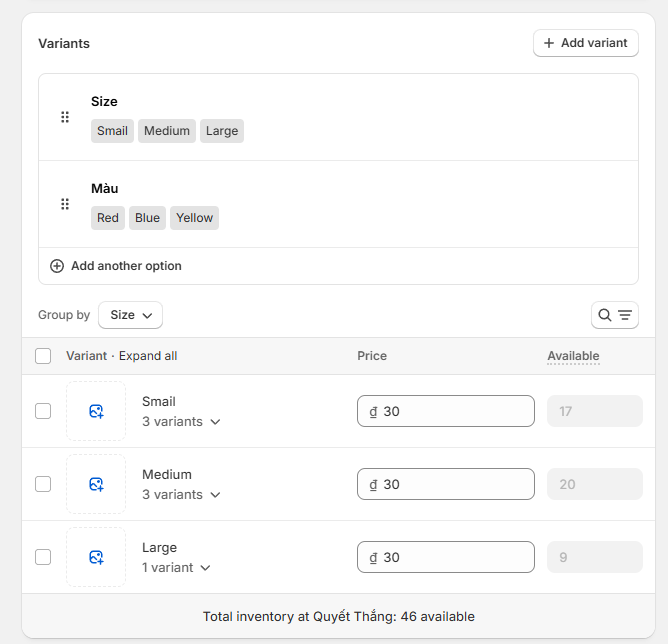 Variants
Add variant
Size
Smail Medium Large
Màu
Red Blue Yellow
Add another option
Group by Size
Variant · Expand all Price Available
Smail
3 variants
₫ 30 17
Medium
3 variants
₫ 30 20
Large
1 variant
₫ 30 9
Total inventory at Quyết Thắng: 46 available